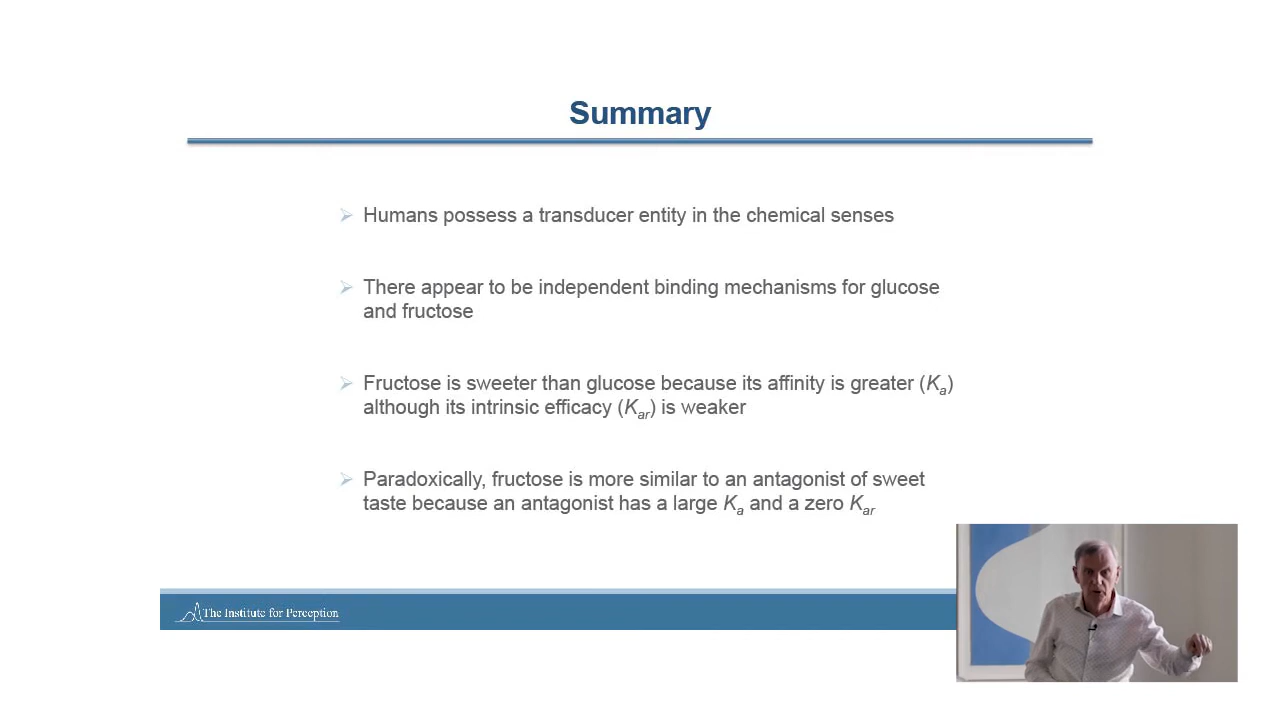 Summary
Humans possess a transducer entity in the chemical senses
There appear to be independent binding mechanisms for glucose
and fructose
Fructose is sweeter than glucose because its affinity is greater (Ka)
although its intrinsic efficacy (Kar) is weaker
Paradoxically, fructose is more similar to an antagonist of sweet
taste because an antagonist has a large Ka and a zero Kar
The Institute for Perception